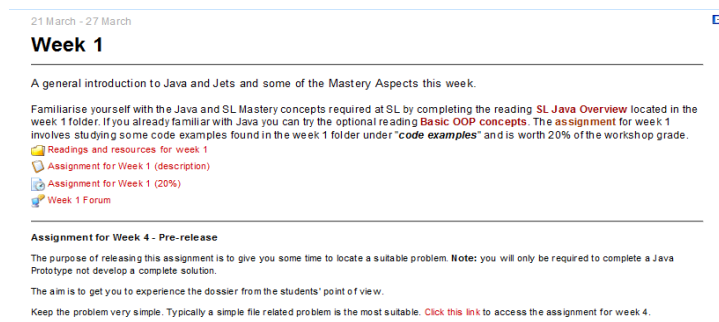 21 March - 27 March
Week 1
A general introduction to Java and Jets and some of the Mastery Aspects this week.
Familiarise yourself with the Java and SL Mastery concepts required at SL by completing the reading SL Java Overview located in the
week 1 folder. If you already familiar with Java you can try the optional reading Basic OOP concepts. The assignment for week 1
involves studying some code examples found in the week 1 folder under "code examples" and is worth 20% of the workshop grade.
Readings and resources for week 1
Assignment for Week 1 (description)
Assignment for Week 1 (20%)
Week 1 Forum
Assignment for Week 4 - Pre-release
The purpose of releasing this assignment is to give you some time to locate a suitable problem. Note: you will only be required to complete a Java
Prototype not develop a complete solution.
The aim is to get you to experience the dossier from the students' point of view.
Keep the problem very simple. Typically a simple file related problem is the most suitable. Click this link to access the assignment for week 4.